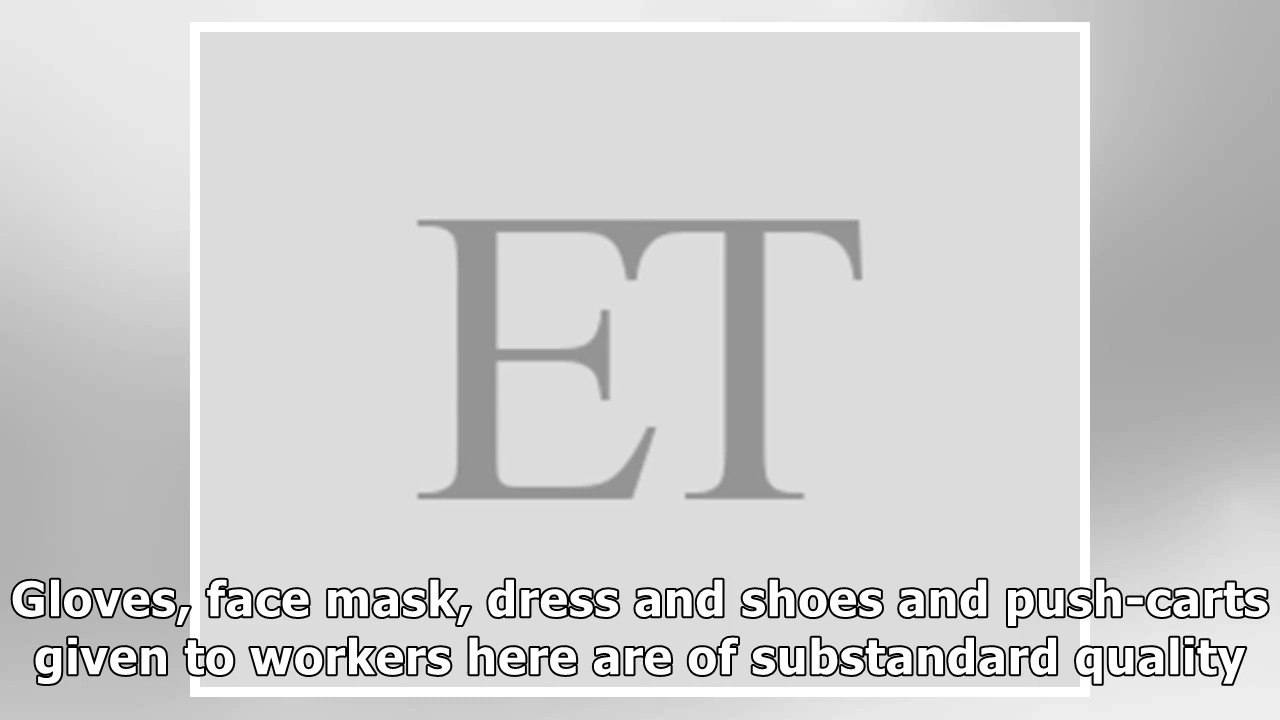 ET
Gloves, face mask, dress and shoes and push-carts
given to workers here are of substandard quality